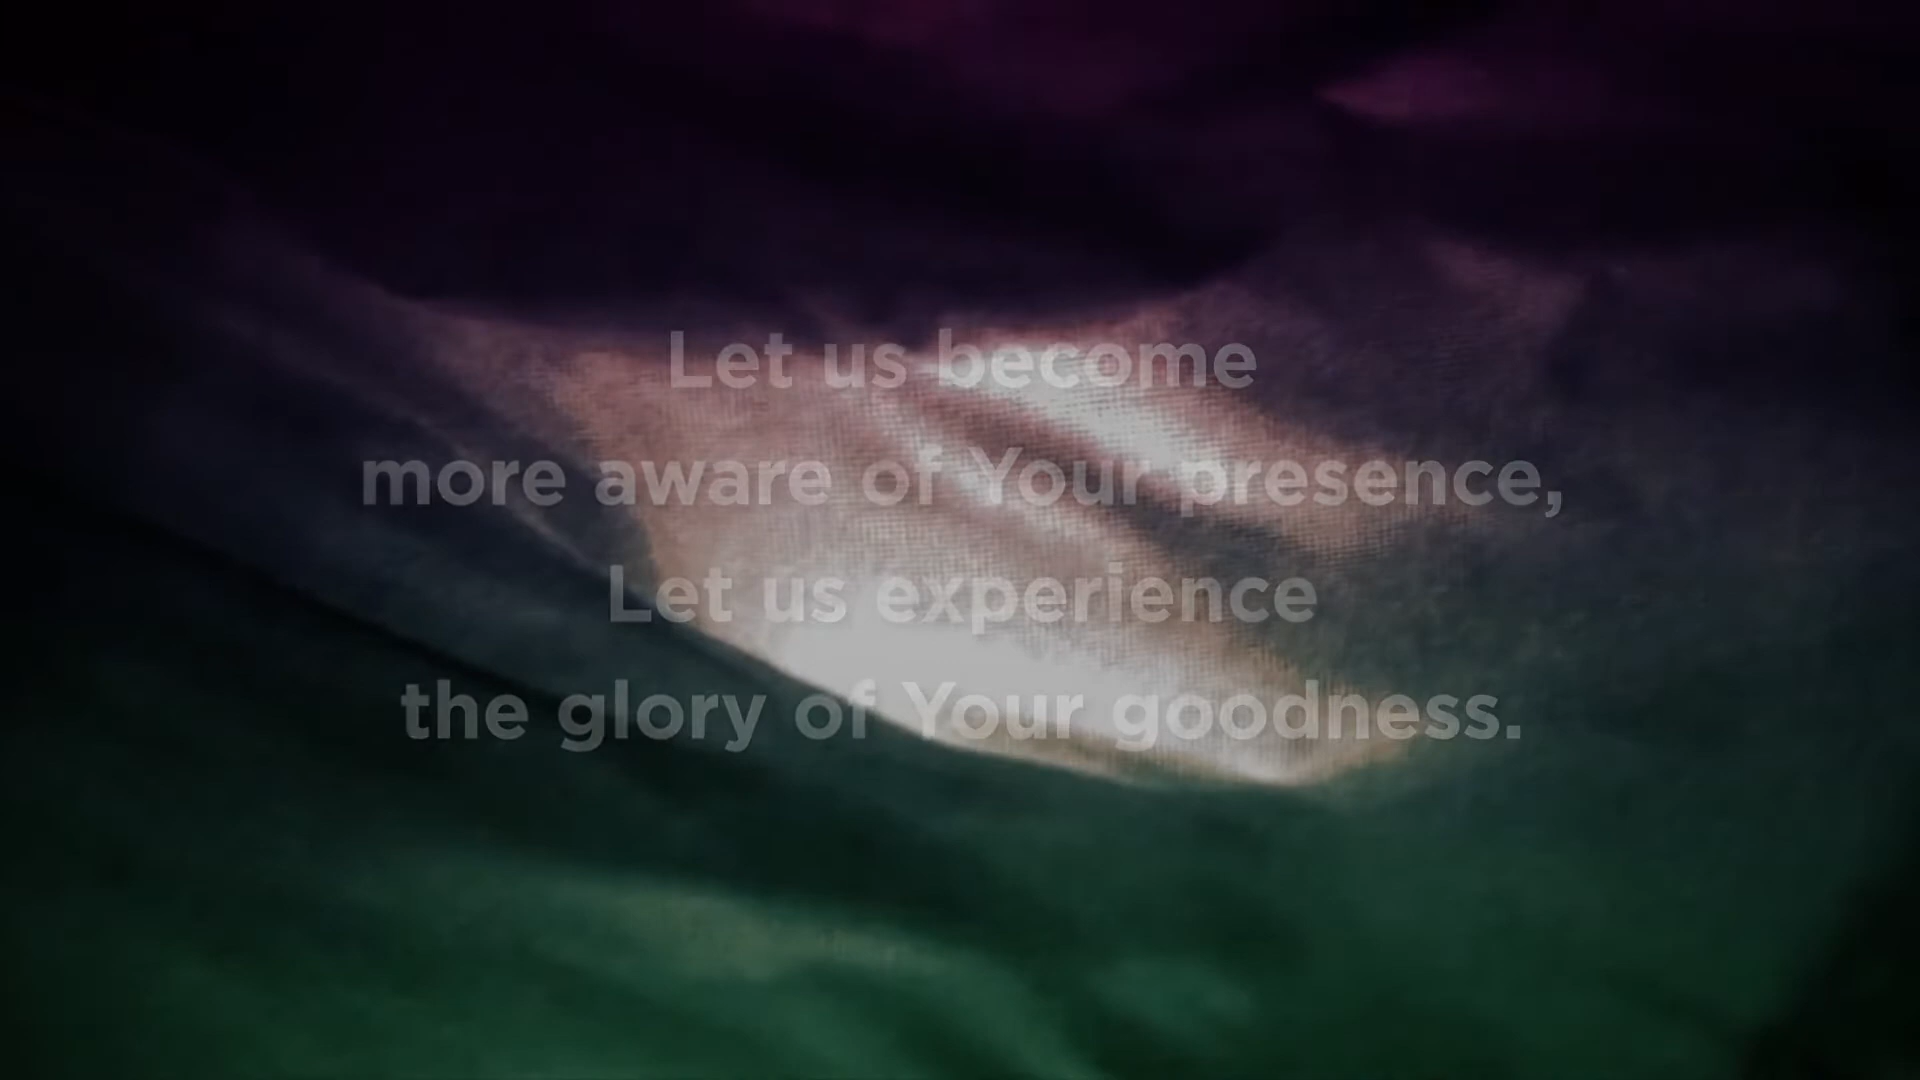 Let us become
more aware of Your presence,
Let us experience
the glory of Your goodness.